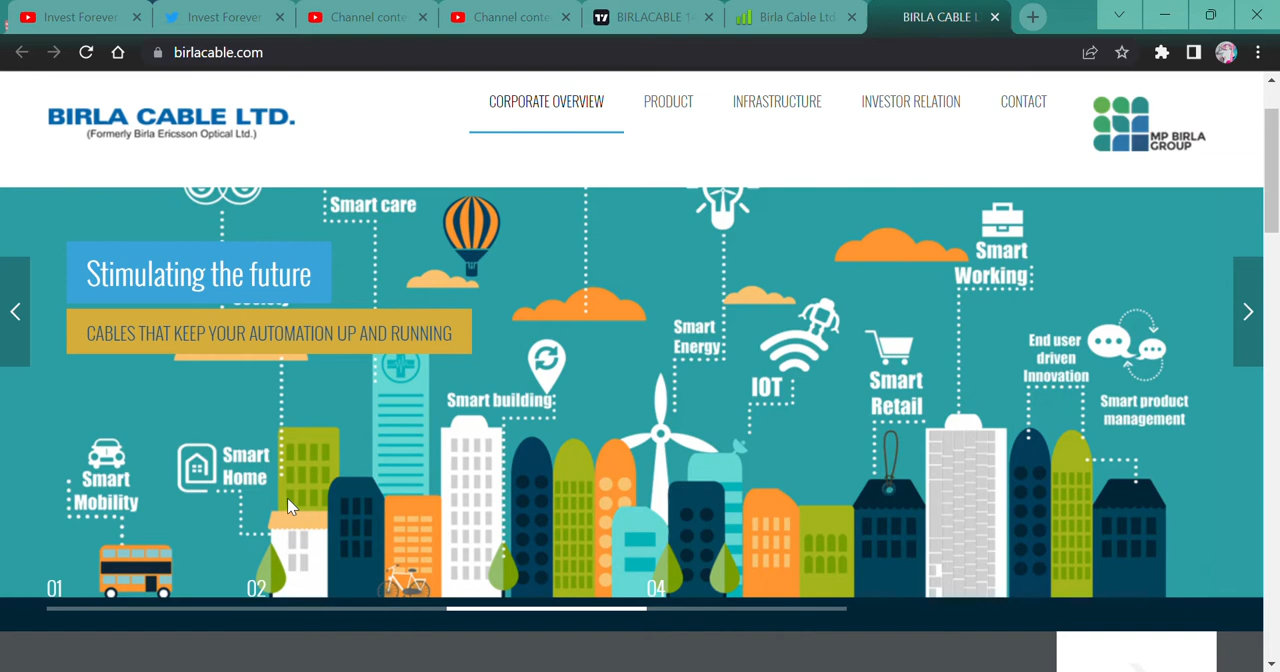 Invest Forever
Invest Forever
Channel conte
Channel conte
BIRLACABLE 14
Birla Cable Ltd
BIRLA CABLE L
birlacable.com
BIRLA CABLE LTD.
(Formerly Birla Ericsson Optical Ltd.)
CORPORATE OVERVIEW
PRODUCT
INFRASTRUCTURE
INVESTOR RELATION
CONTACT
MP BIRLA
GROUP
Smart care
Stimulating the future
CABLES THAT KEEP YOUR AUTOMATION UP AND RUNNING
Smart
Working
Smart
Energy
IOT
End user
driven
Innovation
Smart
Retail
Smart product
management
Smart building
Smart
Home
Smart
Mobility
01
02
04